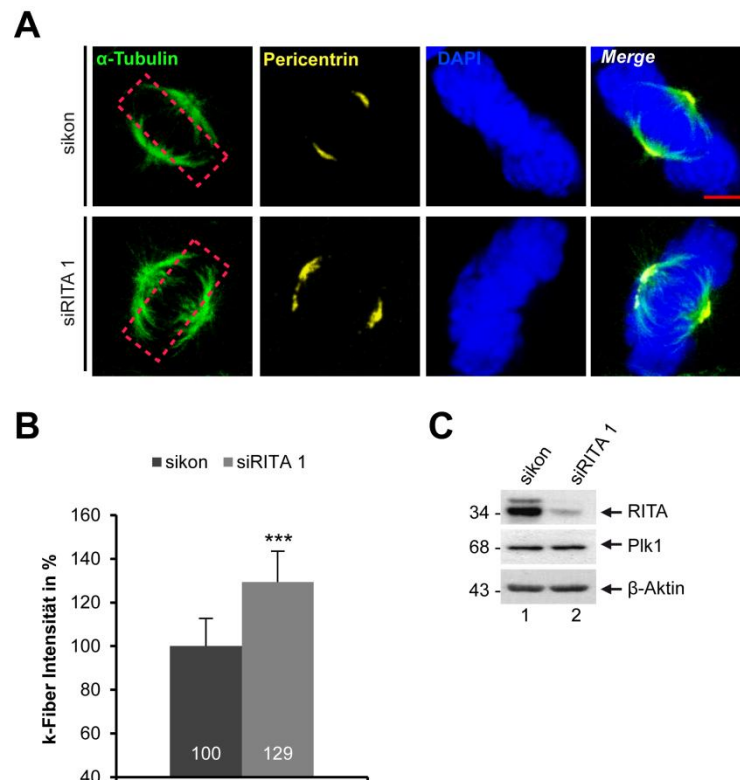 A
α-Tubulin Pericentrin DAPI Merge
sikon
siRITA 1
B
sikon siRITA 1
k-Fiber Intensität in %
160
140
120
100
80
60
40
***
100 129
C
sikon siRITA 1
34 - RITA
68 - Plk1
43 - β-Aktin
1 2